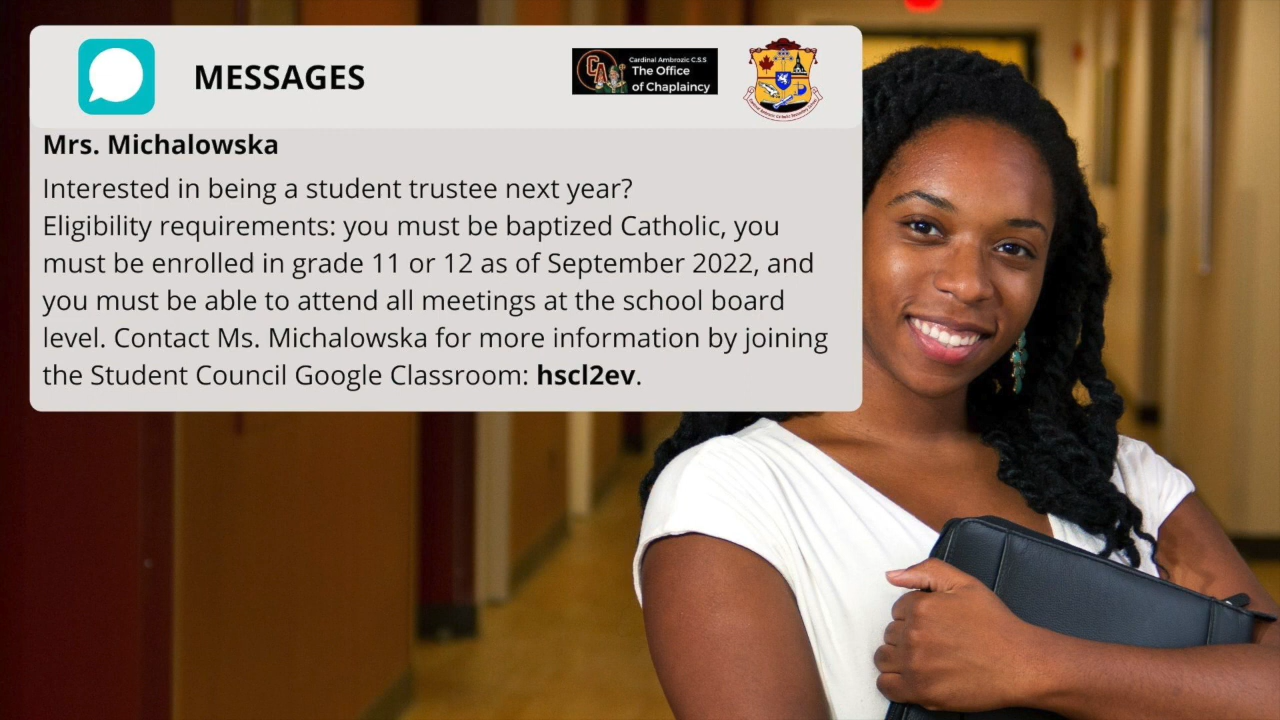 MESSAGES
Cardinal Ambrozic C.S.S
The Office
of Chaplaincy
CA
Mrs. Michalowska
Interested in being a student trustee next year?
Eligibility requirements: you must be baptized Catholic, you
must be enrolled in grade 11 or 12 as of September 2022, and
you must be able to attend all meetings at the school board
level. Contact Ms. Michalowska for more information by joining
the Student Council Google Classroom: hscl2ev.